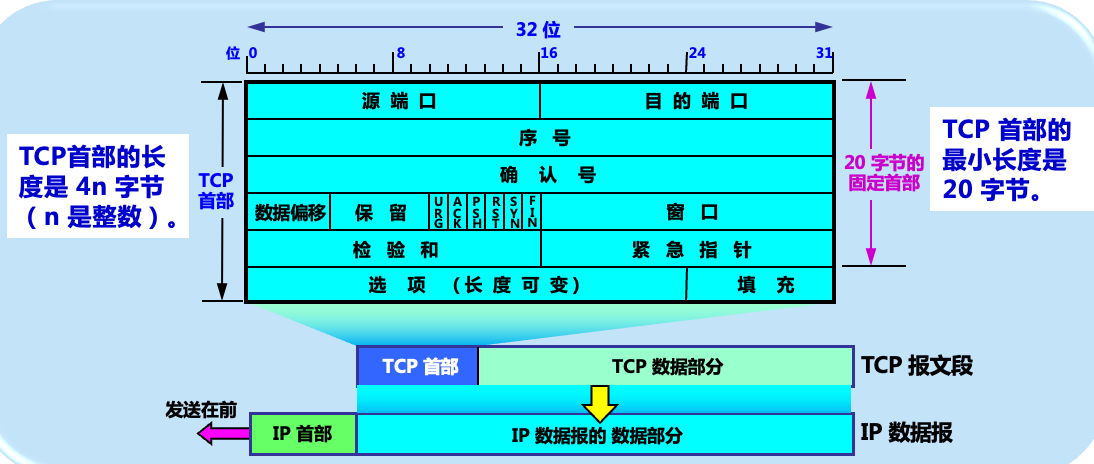 32 位
位 0 8 16 24 31
源 端 口 目 的 端 口
序 号
确 认 号
数据偏移 保 留 URG ACK PSH RST SYN FIN 窗 口
检 验 和 紧 急 指 针
选 项 (长 度 可 变) 填 充
TCP首部的长
度是 4n 字节
(n 是整数)。
TCP
首部
20 字节的
固定首部
TCP 首部的
最小长度是
20 字节。
TCP 首部 TCP 数据部分 TCP 报文段
发送在前
IP 首部 IP 数据报的 数据部分 IP 数据报